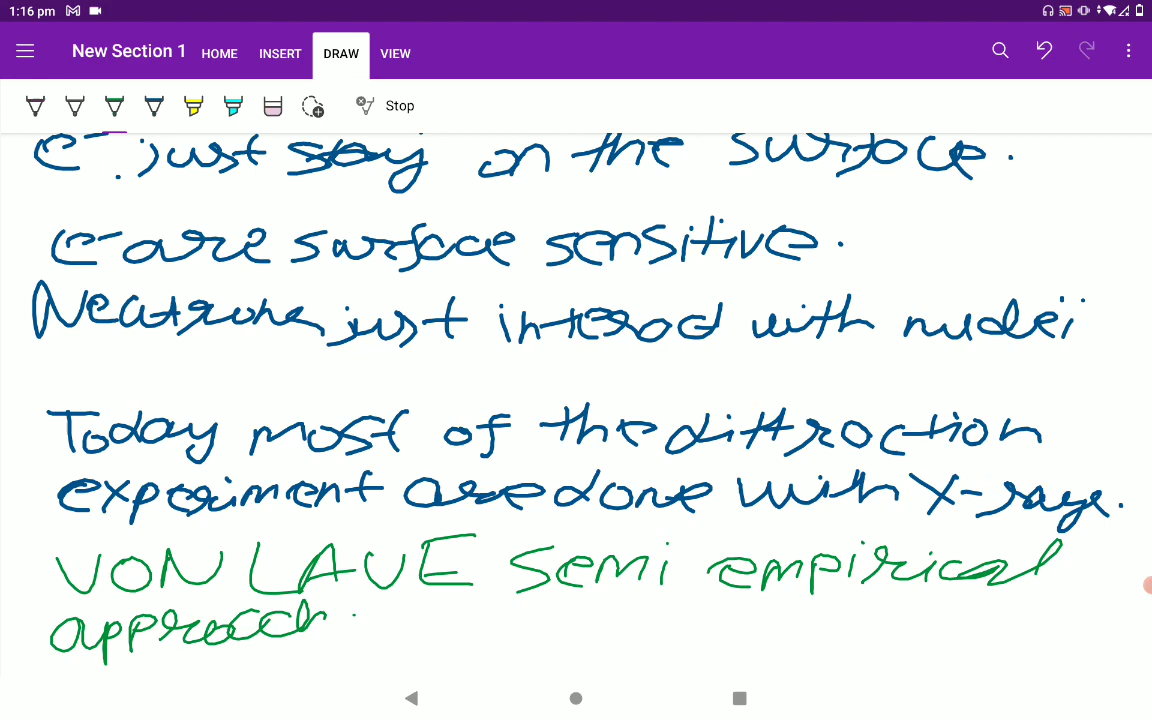 1:16 pm
New Section 1 HOME INSERT DRAW VIEW
Stop
e- just stay on the surface.
e- are surface sensitive.
Neutrons just interact with nuclei
Today most of the diffraction
experiment are done with X-rays.
VON LAUE semi empirical
approach.